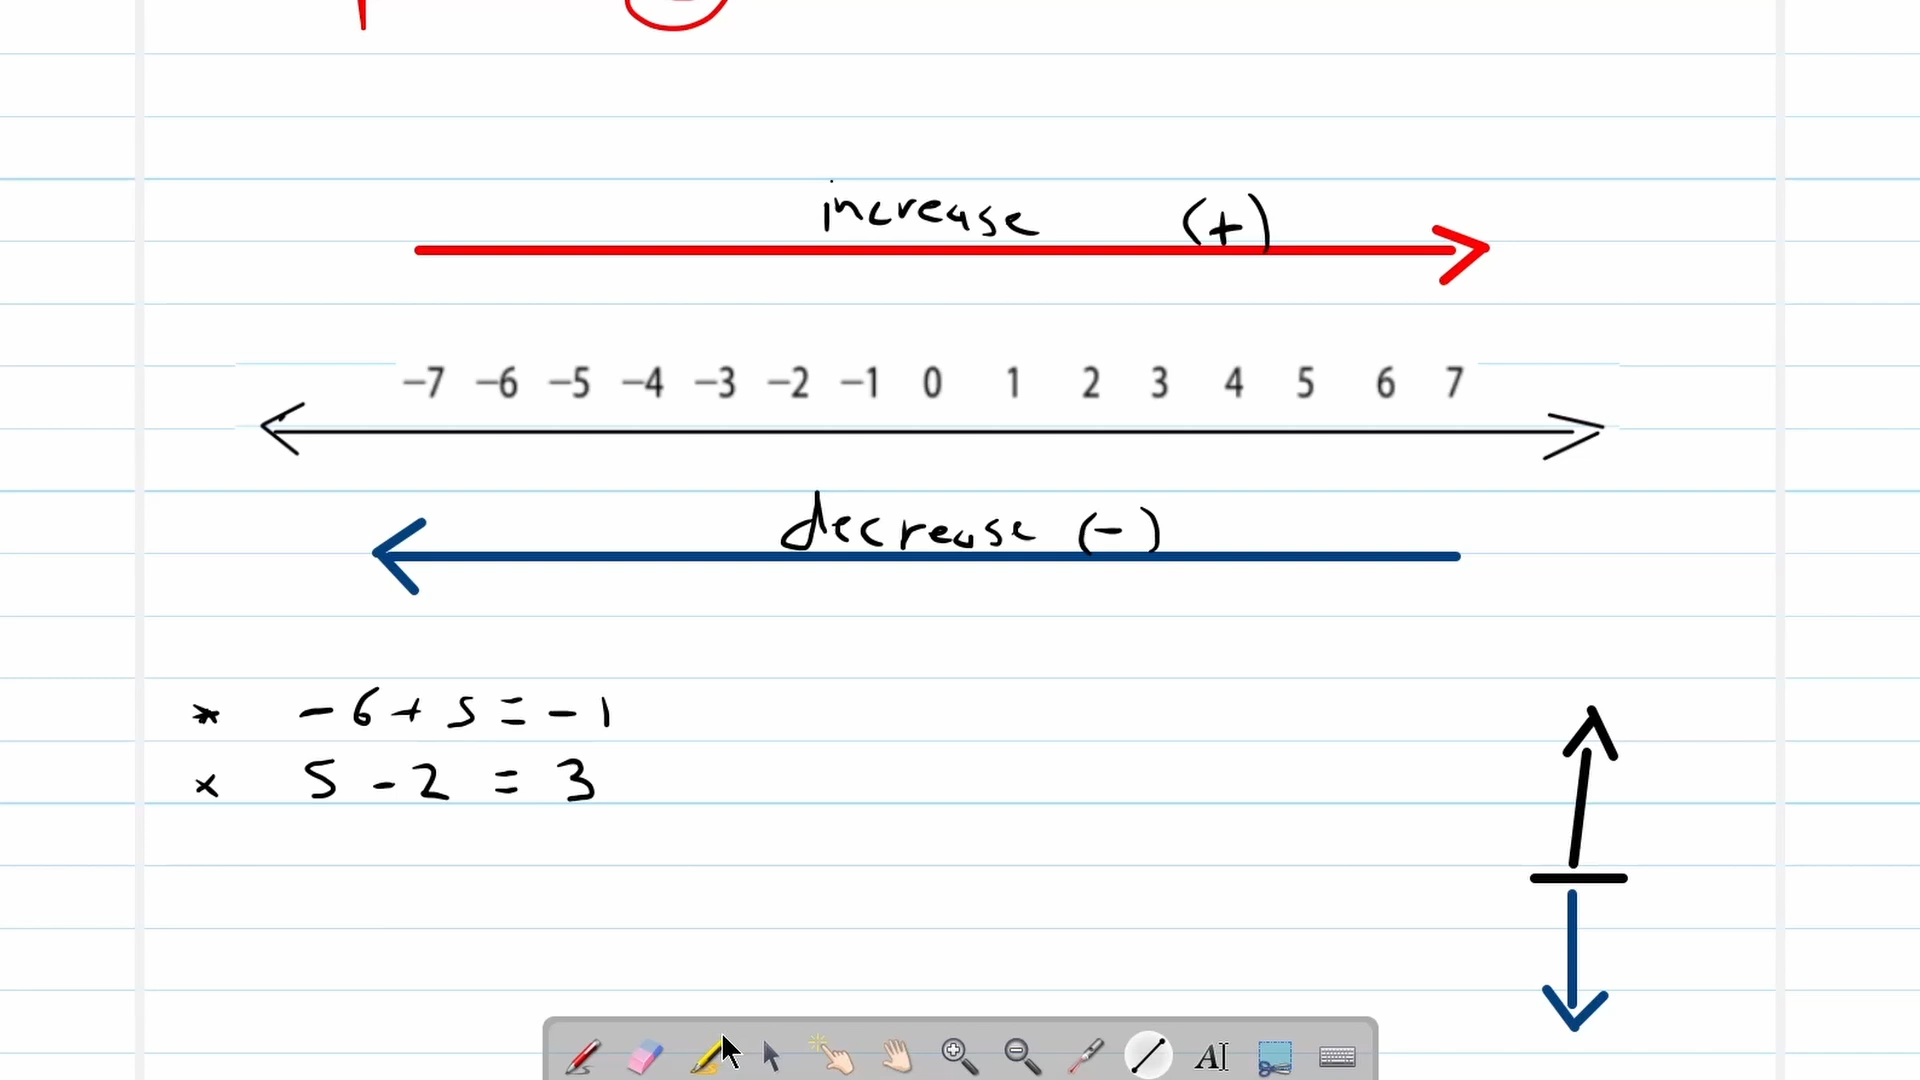 increase (+)
−7 −6 −5 −4 −3 −2 −1 0 1 2 3 4 5 6 7
decrease (-)
* -6+5=-1
× 5-2=3
AI